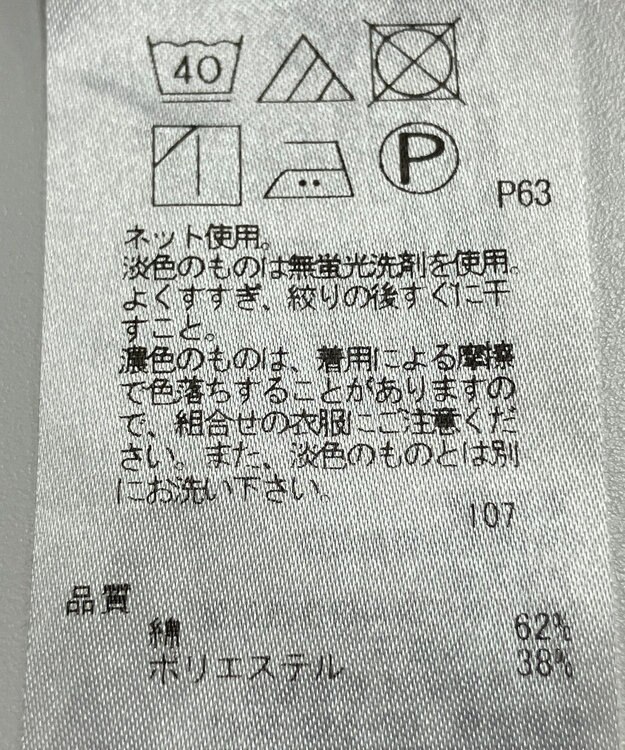 40
P
P63
ネット使用。
淡色のものは無蛍光洗剤を使用。
よくすすぎ、絞りの後すぐに干
すこと。
濃色のものは、着用による摩擦
で色落ちすることがありますの
で、組合せの衣服にご注意くだ
さい。また、淡色のものとは別
にお洗い下さい。
107
品質
綿 62%
ポリエステル 38%